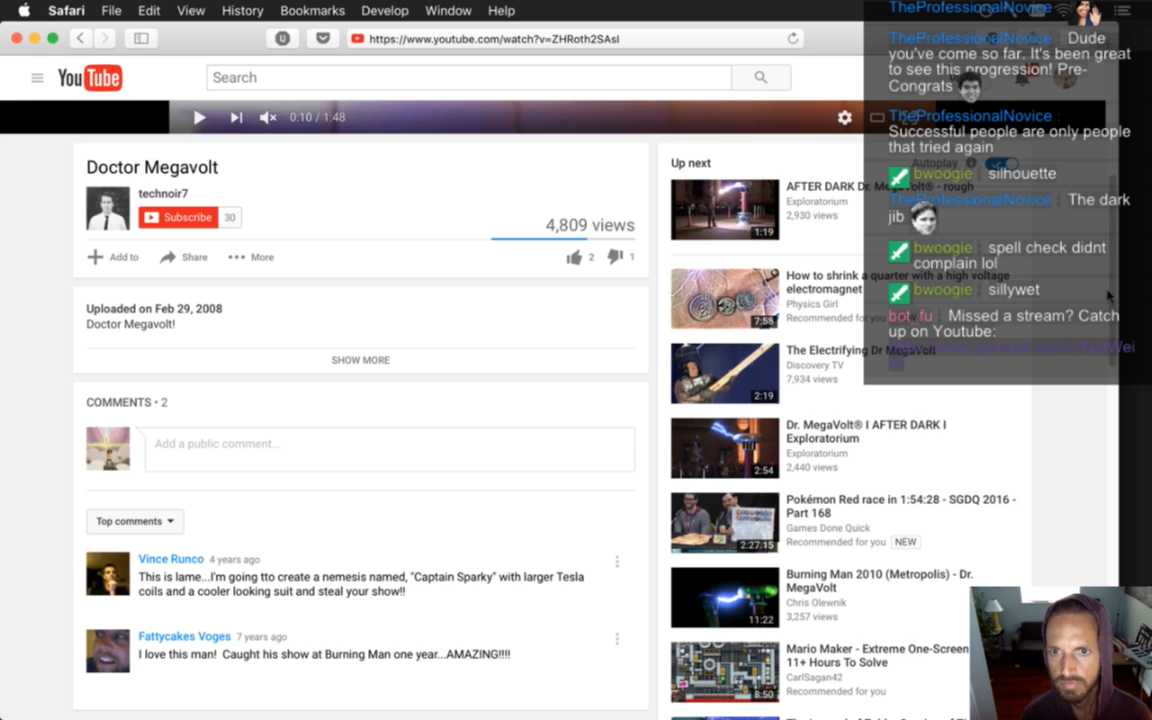 Safari File Edit View History Bookmarks Develop Window Help
https://www.youtube.com/watch?v=ZHRoth2SAsI
YouTube
Search
0:10 / 1:48
Doctor Megavolt
technoir7
Subscribe 30
4,809 views
Add to Share More
2 1
Uploaded on Feb 29, 2008
Doctor Megavolt!
SHOW MORE
COMMENTS • 2
Add a public comment...
Top comments
Vince Runco 4 years ago
This is lame...I'm going tto create a nemesis named, "Captain Sparky" with larger Tesla
coils and a cooler looking suit and steal your show!!
Fattycakes Voges 7 years ago
I love this man! Caught his show at Burning Man one year...AMAZING!!!!
Up next
Autoplay
AFTER DARK Dr. MegaVolt® - rough
Exploratorium
2,930 views
1:19
How to shrink a quarter with a high voltage
electromagnet
Physics Girl
Recommended for you
7:58
The Electrifying Dr MegaVolt
Discovery TV
7,934 views
2:19
Dr. MegaVolt® I AFTER DARK I
Exploratorium
Exploratorium
2,440 views
2:54
Pokémon Red race in 1:54:28 - SGDQ 2016 -
Part 168
Games Done Quick
Recommended for you NEW
2:27:15
Burning Man 2010 (Metropolis) - Dr.
MegaVolt
Chris Olewnik
3,257 views
11:22
Mario Maker - Extreme One-Screen
11+ Hours To Solve
CarlSagan42
Recommended for you
8:50
TheProfessionalNovice
TheProfessionalNovice : Dude
you've come so far. It's been great
to see this progression! Pre-
Congrats
TheProfessionalNovice :
Successful people are only people
that tried again
bwoogie : silhouette
TheProfessionalNovice : The dark
jib
bwoogie : spell check didnt
complain lol
bwoogie : sillywet
bot_fu : Missed a stream? Catch
up on Youtube: